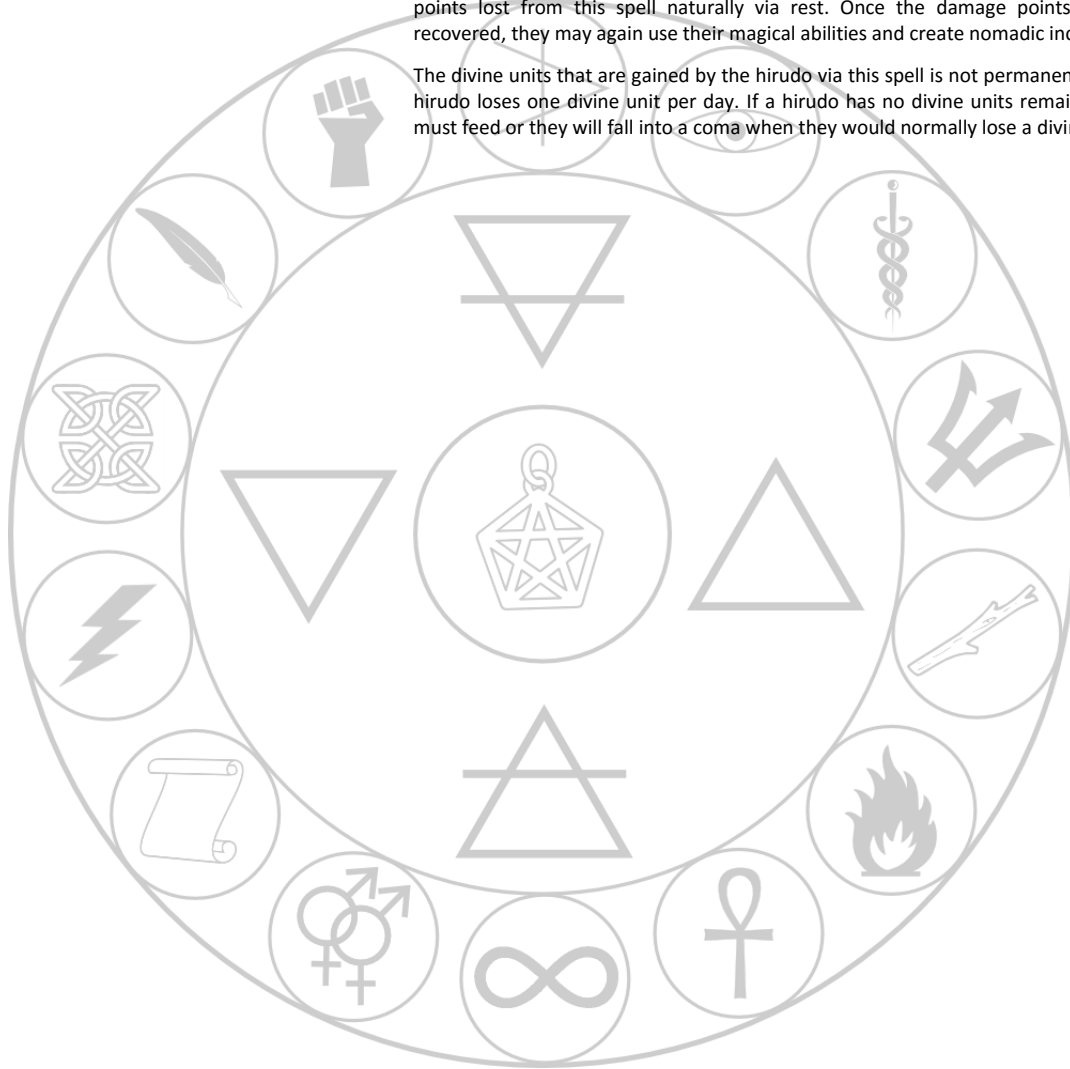 points lost from this spell naturally via rest. Once the damage points
recovered, they may again use their magical abilities and create nomadic
The divine units that are gained by the hirudo via this spell is not
hirudo loses one divine unit per day. If a hirudo has no divine units
must feed or they will fall into a coma when they would normally lose a